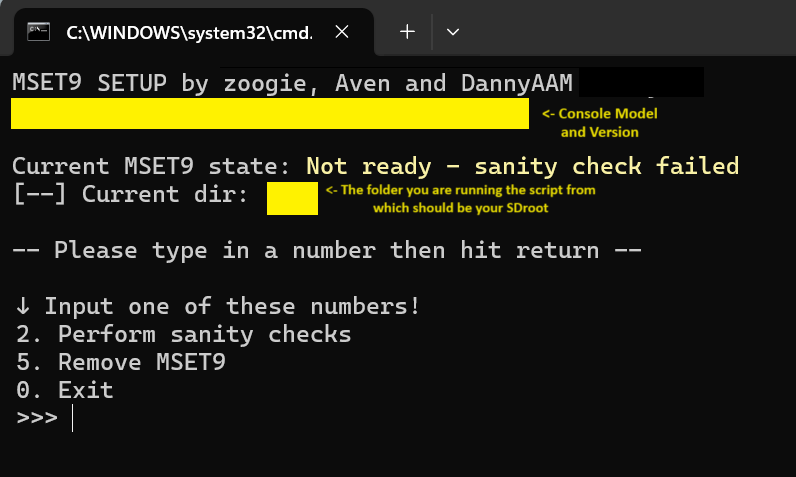 C:\WINDOWS\system32\cmd.
MSET9 SETUP by zoogie, Aven and DannyAAM
<- Console Model
and Version
Current MSET9 state: Not ready – sanity check failed
[--] Current dir:
<- The folder you are running the script from
which should be your SDroot
-- Please type in a number then hit return --
↓ Input one of these numbers!
2. Perform sanity checks
5. Remove MSET9
0. Exit
>>>